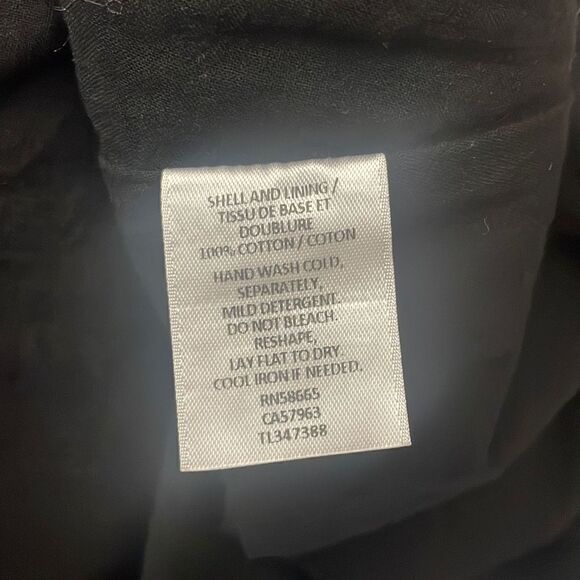 SHELL AND LINING /
TISSU DE BASE ET
DOUBLURE
100% COTTON / COTON
HAND WASH COLD,
SEPARATELY,
MILD DETERGENT.
DO NOT BLEACH.
RESHAPE,
LAY FLAT TO DRY.
COOL IRON IF NEEDED.
RN58665
CA57963
TL347388